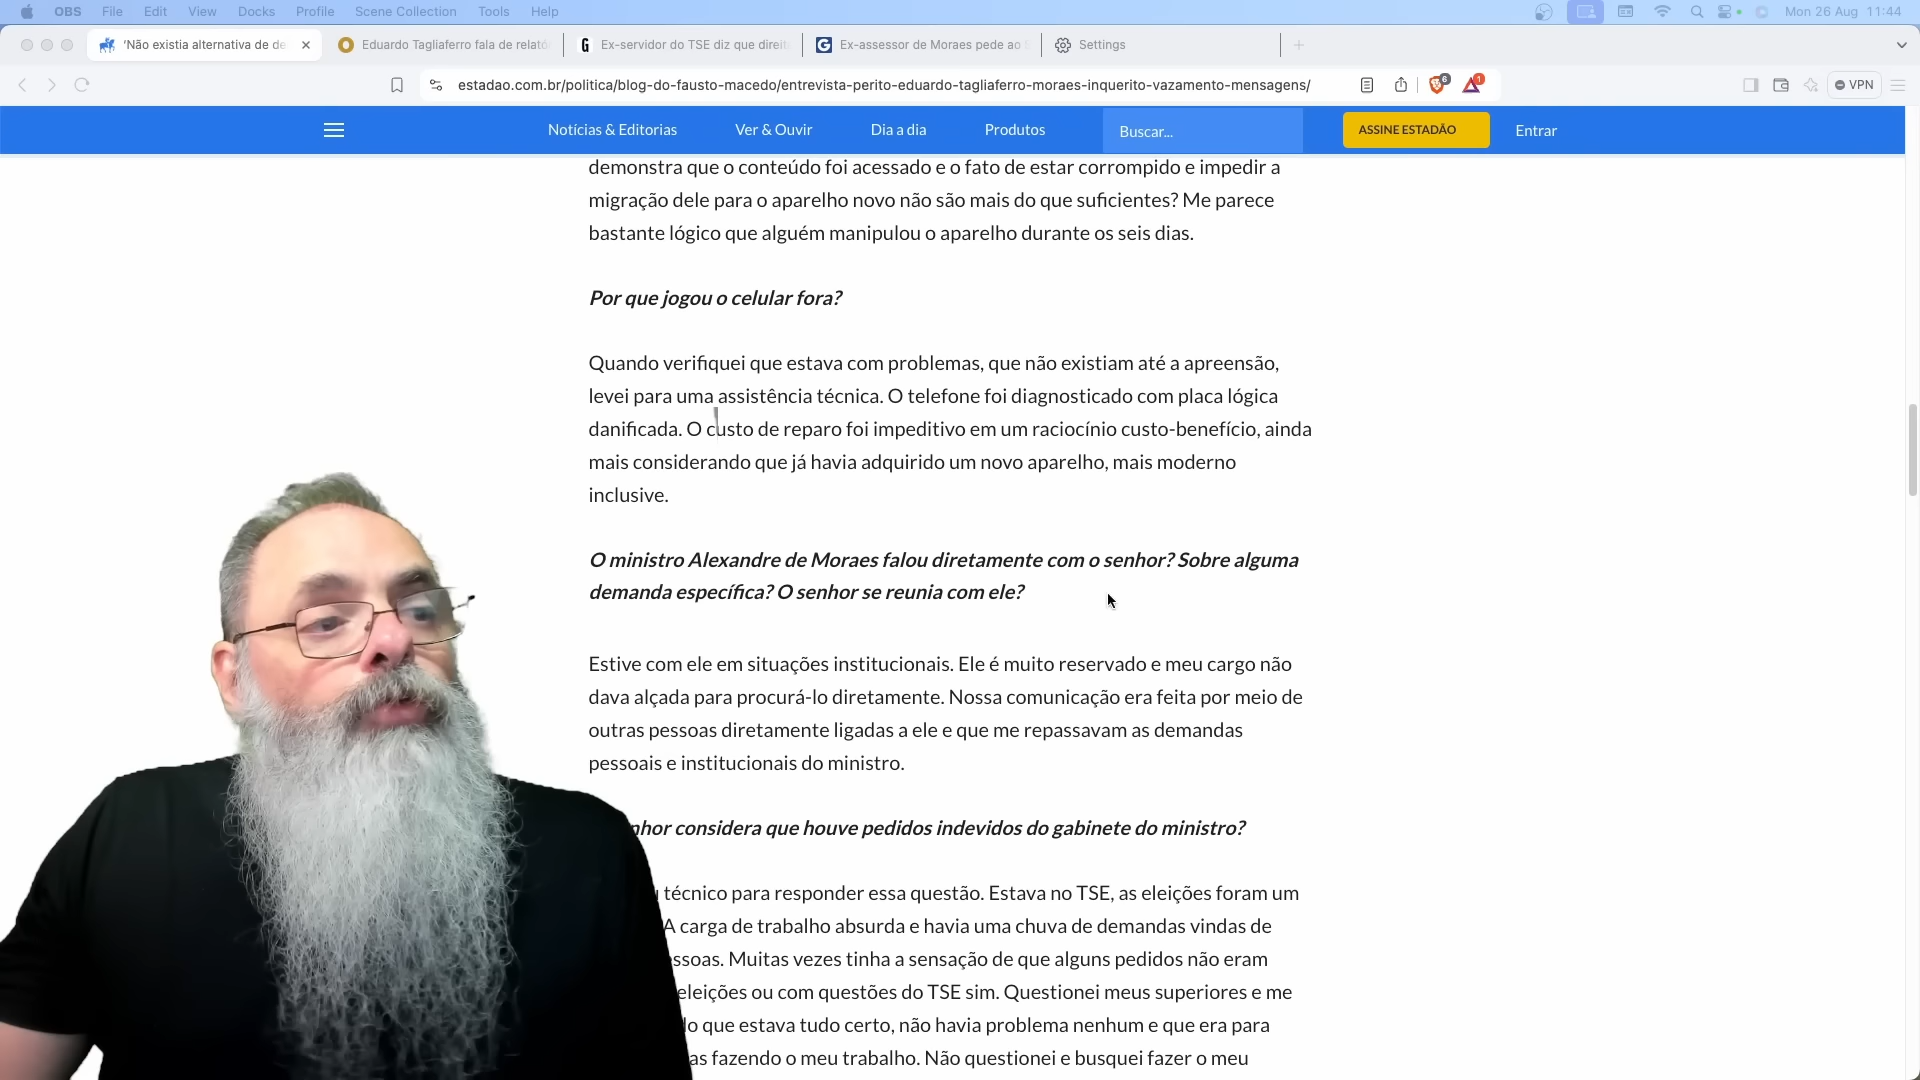 OBS File Edit View Docks Profile Scene Collection Tools Help Mon 26 Aug 11:44
'Não existia alternativa de de
Eduardo Tagliaferro fala de relató
Ex-servidor do TSE diz que direit
Ex-assessor de Moraes pede ao
Settings
estadao.com.br/politica/blog-do-fausto-macedo/entrevista-perito-eduardo-tagliaferro-moraes-inquerito-vazamento-mensagens/
6
1
VPN
Notícias & Editorias Ver & Ouvir Dia a dia Produtos Buscar... ASSINE ESTADÃO Entrar
demonstra que o conteúdo foi acessado e o fato de estar corrompido e impedir a
migração dele para o aparelho novo não são mais do que suficientes? Me parece
bastante lógico que alguém manipulou o aparelho durante os seis dias.
Por que jogou o celular fora?
Quando verifiquei que estava com problemas, que não existiam até a apreensão,
levei para uma assistência técnica. O telefone foi diagnosticado com placa lógica
danificada. O custo de reparo foi impeditivo em um raciocínio custo-benefício, ainda
mais considerando que já havia adquirido um novo aparelho, mais moderno
inclusive.
O ministro Alexandre de Moraes falou diretamente com o senhor? Sobre alguma
demanda específica? O senhor se reunia com ele?
Estive com ele em situações institucionais. Ele é muito reservado e meu cargo não
dava alçada para procurá-lo diretamente. Nossa comunicação era feita por meio de
outras pessoas diretamente ligadas a ele e que me repassavam as demandas
pessoais e institucionais do ministro.
nhor considera que houve pedidos indevidos do gabinete do ministro?
técnico para responder essa questão. Estava no TSE, as eleições foram um
A carga de trabalho absurda e havia uma chuva de demandas vindas de
ssoas. Muitas vezes tinha a sensação de que alguns pedidos não eram
eleições ou com questões do TSE sim. Questionei meus superiores e me
lo que estava tudo certo, não havia problema nenhum e que era para
as fazendo o meu trabalho. Não questionei e busquei fazer o meu